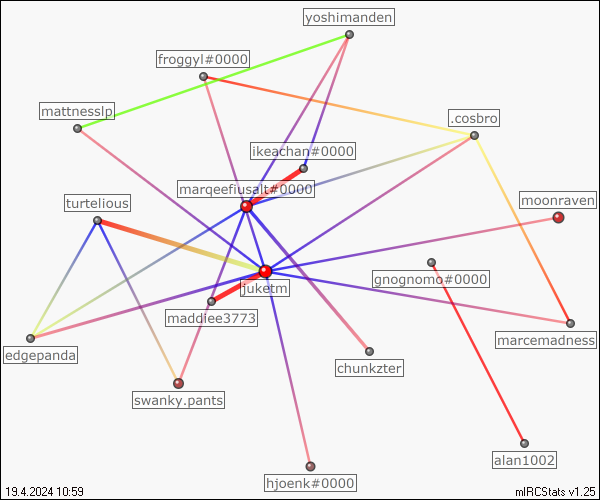 yoshimanden
froggyl#0000
mattnesslp
.cosbro
ikeachan#0000
marqeefiusalt#0000
turtelious
moonraven
gnognomo#0000
juketm
maddiee3773
marcemadness
edgepanda
chunkzter
swanky.pants
alan1002
hjoenk#0000
19.4.2024 10:59
mIRCStats v1.25